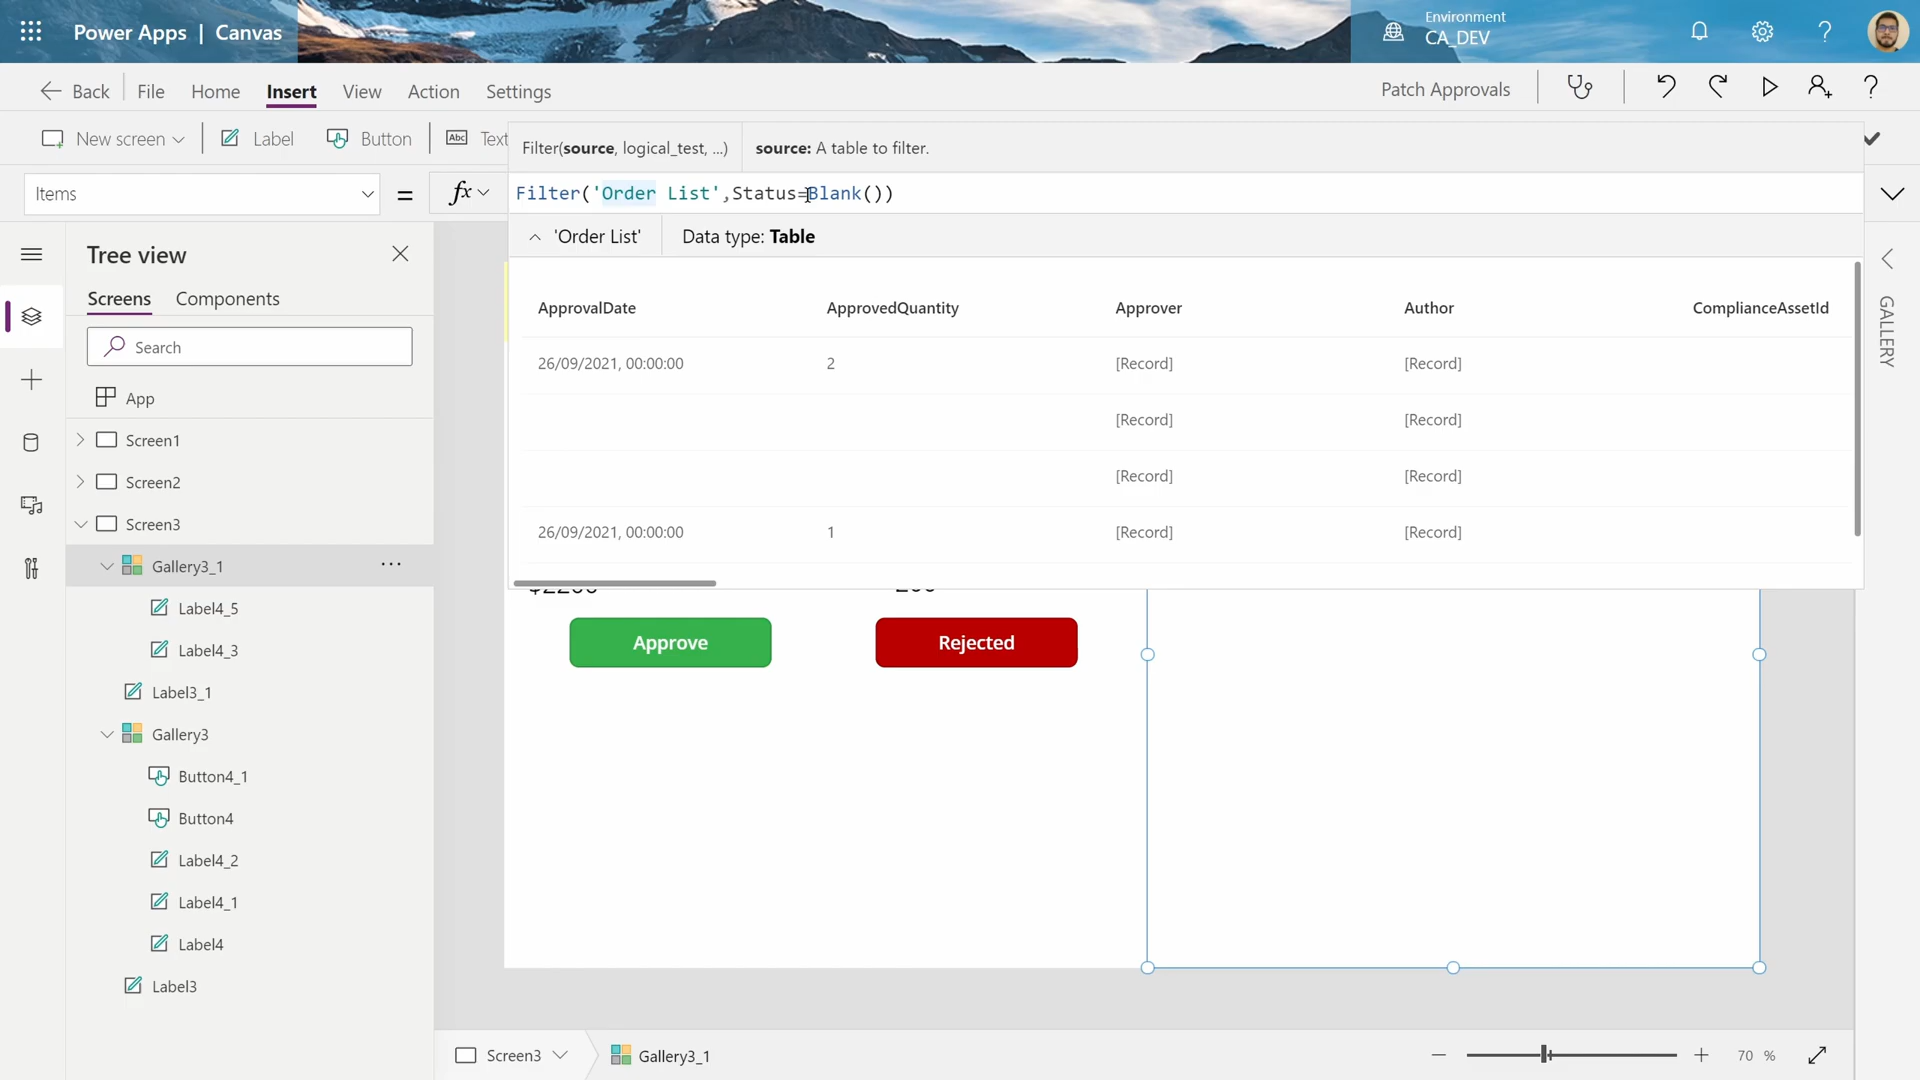 Power Apps | Canvas
Environment
CA_DEV
Back File Home Insert View Action Settings
Patch Approvals
New screen Label Button Abc Text
Filter(source, logical_test, ...) source: A table to filter.
Items = fx Filter('Order List',Status=Blank())
'Order List' Data type: Table
Tree view
Screens Components
Search
App
Screen1
Screen2
Screen3
Gallery3_1
Label4_5
Label4_3
Label3_1
Gallery3
Button4_1
Button4
Label4_2
Label4_1
Label4
Label3
ApprovalDate ApprovedQuantity Approver Author ComplianceAssetId
26/09/2021, 00:00:00 2 [Record] [Record]
[Record] [Record]
[Record] [Record]
26/09/2021, 00:00:00 1 [Record] [Record]
Approve Rejected
GALLERY
Screen3 Gallery3_1
70 %